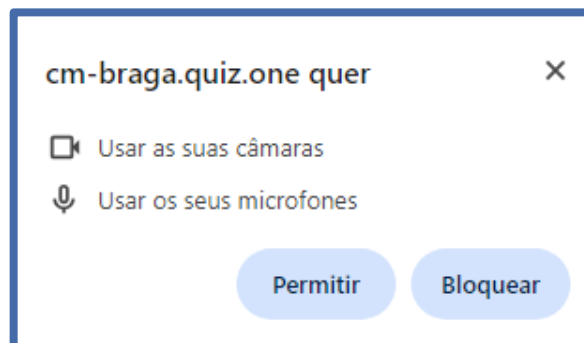 cm-braga.quiz.one quer
Usar as suas câmaras
Usar os seus microfones
Permitir
Bloquear